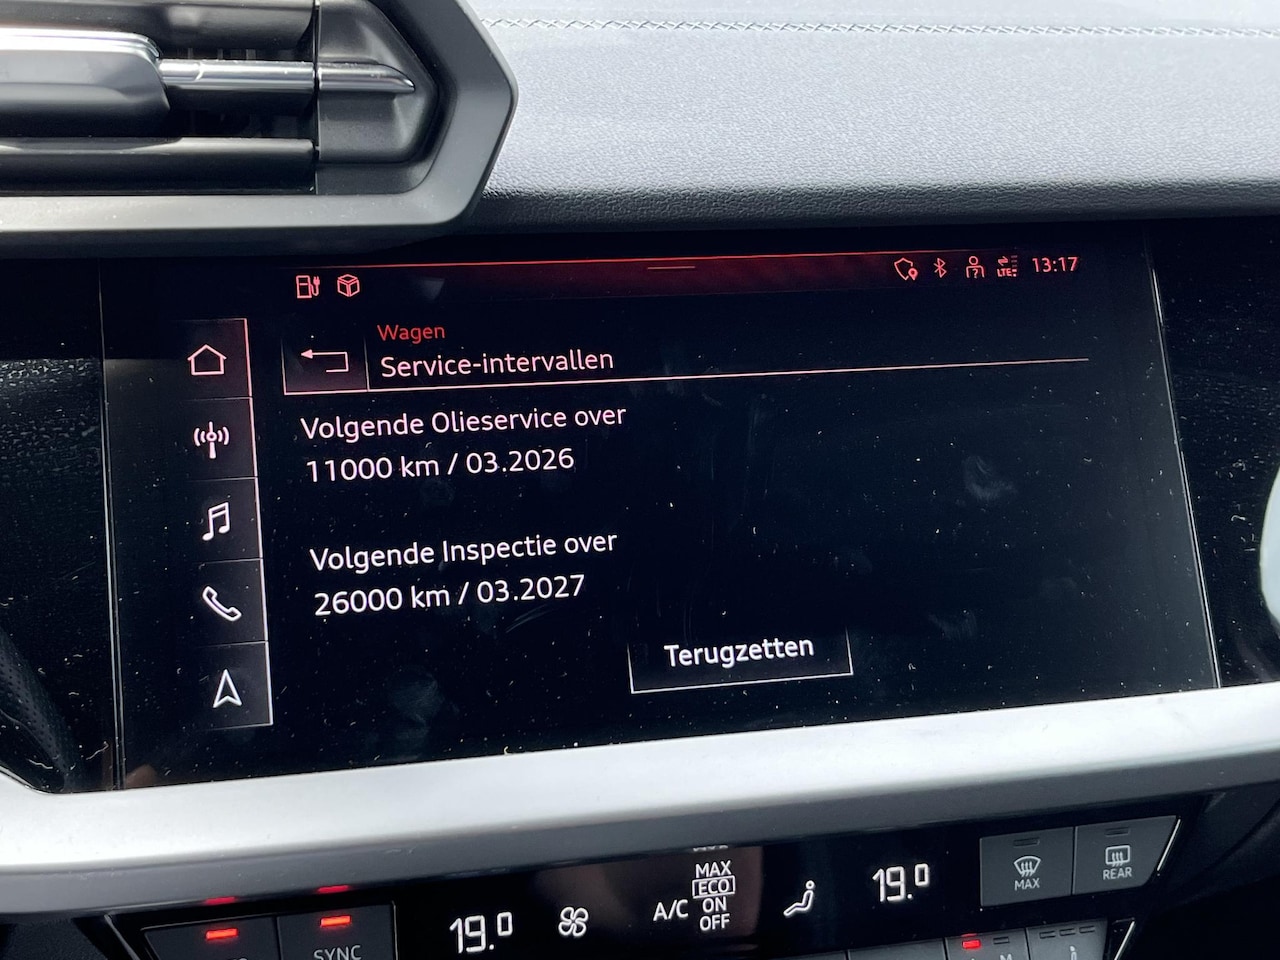 LTE
13:17
Wagen
Service-intervallen
Volgende Olieservice over
11000 km / 03.2026
Volgende Inspectie over
26000 km / 03.2027
Terugzetten
MAX
ECO
A/C ON
OFF
19.0
19.0
MAX
REAR
SYNC